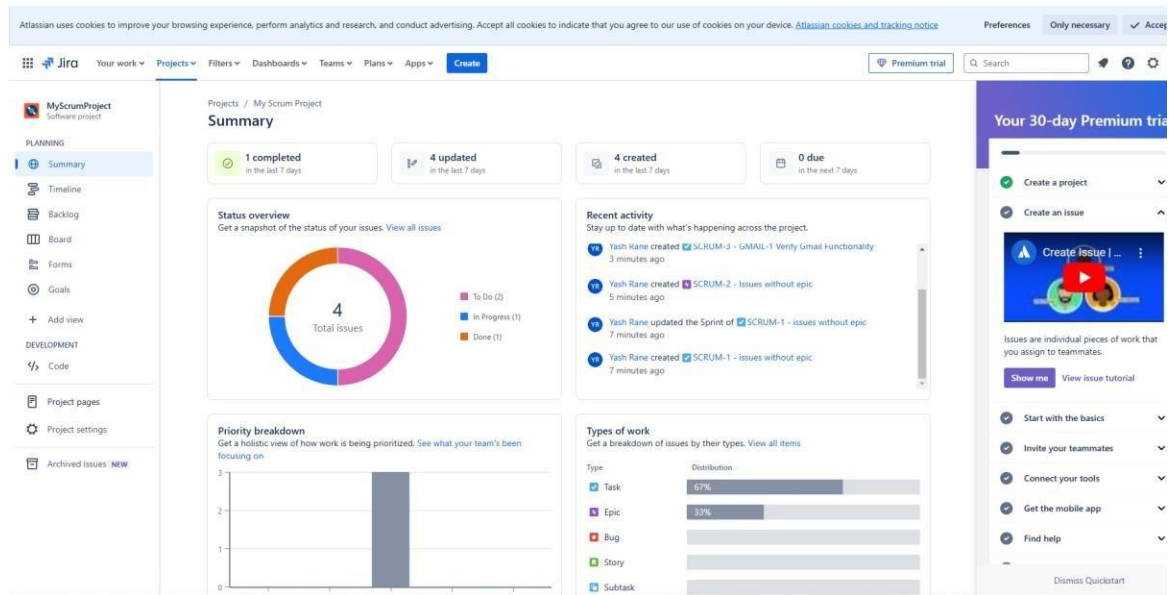 Atlassian uses cookies to improve your browsing experience, perform analytics and research, and conduct advertising. Accept all cookies to indicate that you agree to our use of cookies on your device. Atlassian cookies and tracking notice
Preferences
Only necessary
Jira
Your work
Projects
Filters
Dashboards
Teams
Plans
Apps
Create
Premium trial
Search
MyScrumProject
Software project
PLANNING
Summary
Timeline
Backlog
Board
Forms
Goals
Add view
DEVELOPMENT
Code
Project pages
Project settings
Archived issues NEW
Projects / My Scrum Project
Summary
1 completed
in the last 7 days
4 updated
in the last 7 days
4 created
in the last 7 days
0 due
in the next 7 days
Status overview
Get a snapshot of the status of your issues. View all issues
4
Total issues
To Do (2)
In Progress (1)
Done (1)
Recent activity
Stay up to date with what's happening across the project.
YR Yash Rane created SCRUM-3 - GMAIL-1 Verify Gmail Functionality
3 minutes ago
YR Yash Rane created SCRUM-2 - Issues without epic
5 minutes ago
YR Yash Rane updated the Sprint of SCRUM-1 - issues without epic
7 minutes ago
YR Yash Rane created SCRUM-1 - issues without epic
7 minutes ago
Priority breakdown
Get a holistic view of how work is being prioritized. See what your team's been
focusing on
3
2
1
0
Types of work
Get a breakdown of issues by their types. View all items
Type Distribution
Task 67%
Epic 33%
Bug
Story
Subtask
Your 30-day Premium
Create a project
Create an issue
Create Issue | ...
Issues are individual pieces of work that
you assign to teammates.
Show me View issue tutorial
Start with the basics
Invite your teammates
Connect your tools
Get the mobile app
Find help
Dismiss Quickstart